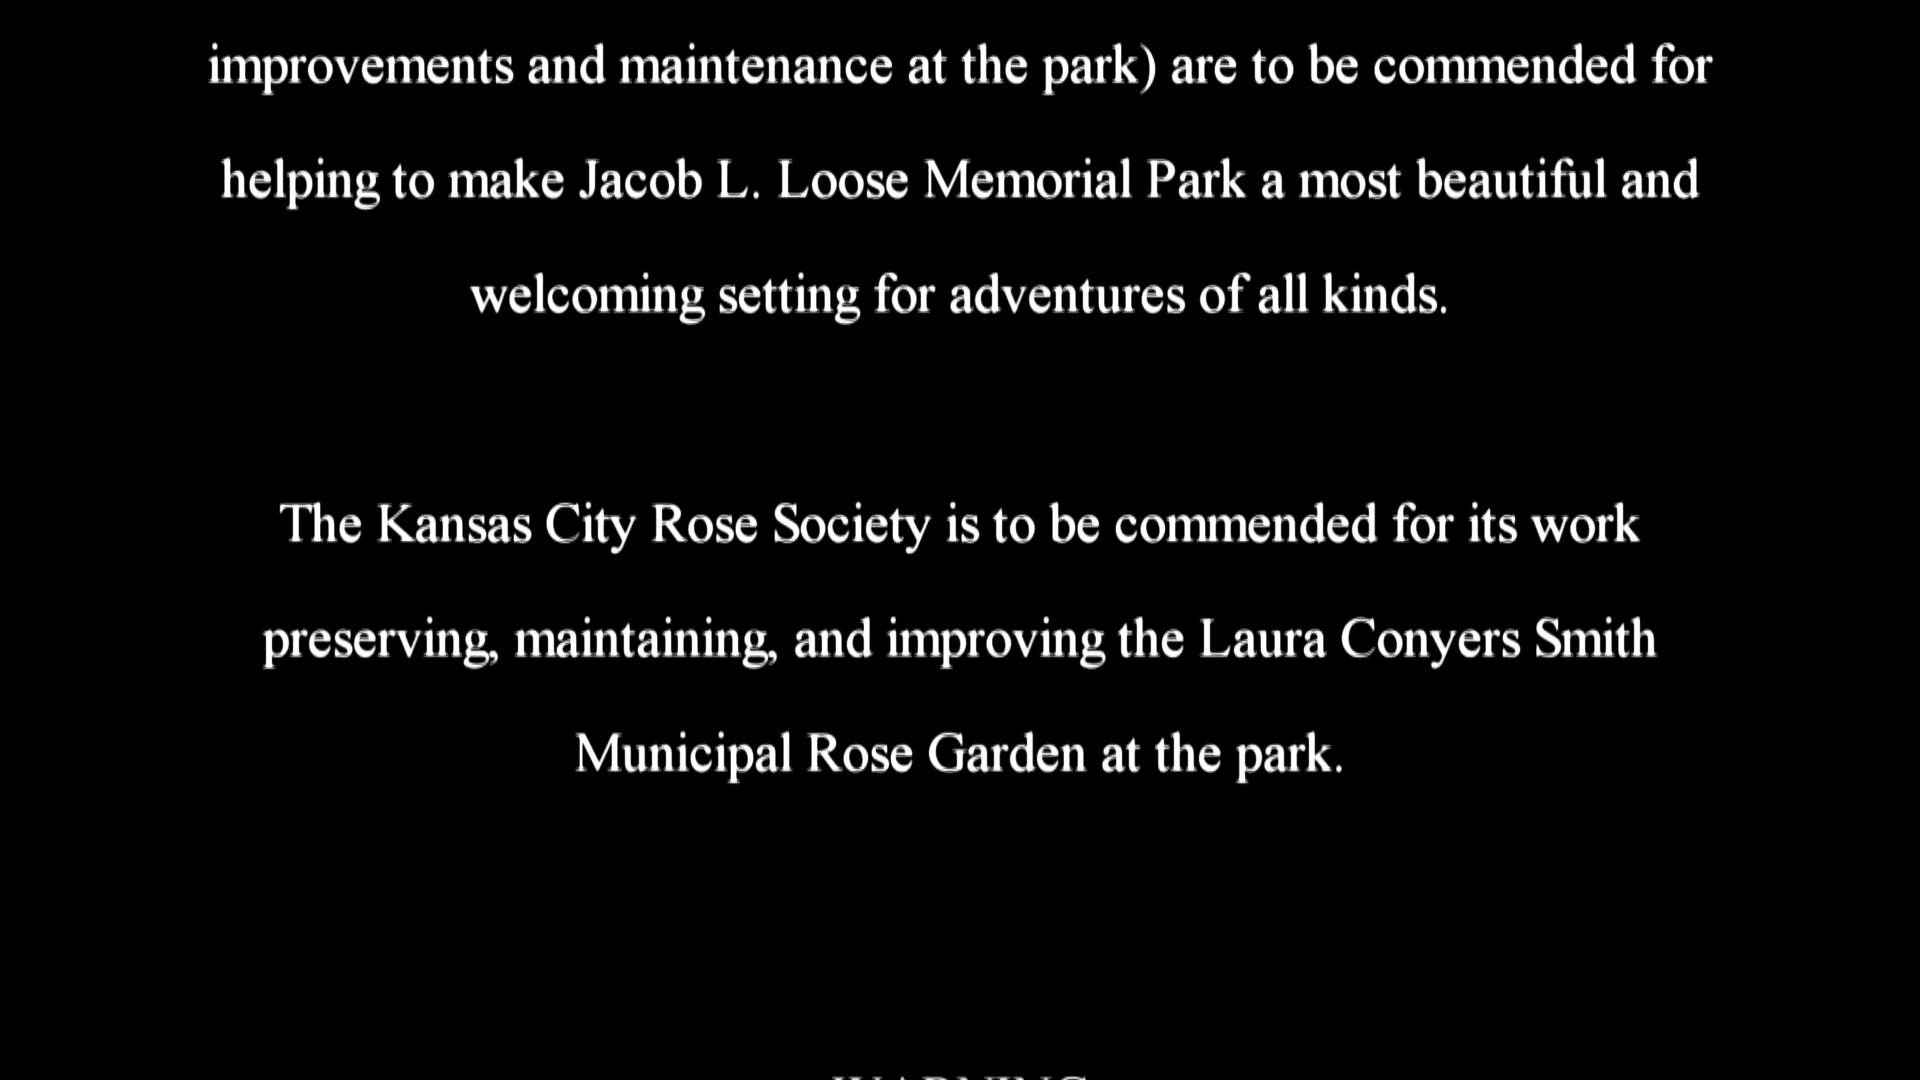 improvements and maintenance at the park) are to be commended for
helping to make Jacob L. Loose Memorial Park a most beautiful and
welcoming setting for adventures of all kinds.
The Kansas City Rose Society is to be commended for its work
preserving, maintaining, and improving the Laura Conyers Smith
Municipal Rose Garden at the park.
WARNING